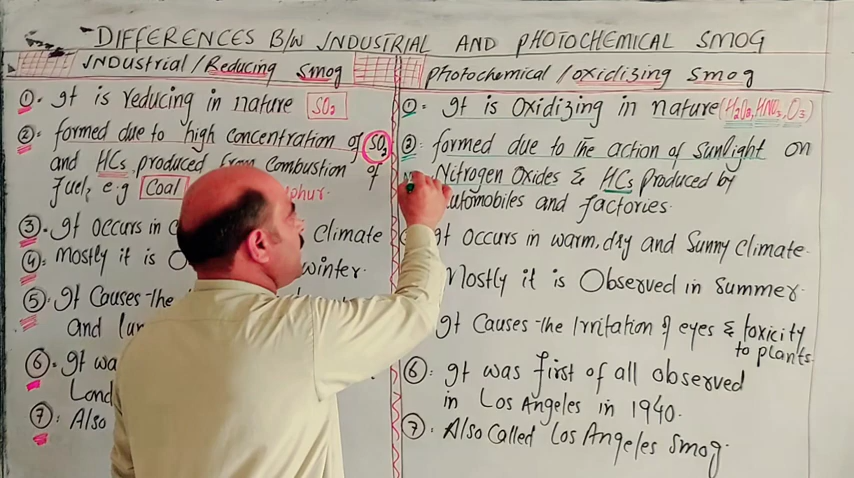 DIFFERENCES B/W INDUSTRIAL AND PHOTOCHEMICAL SMOG
INDUSTRIAL/Reducing Smog
① It is reducing in nature SO2
② formed due to high concentration of SO2
and HCs produced from Combustion of
fuel, e.g Coal
③ It occurs in Climate
④ Mostly it is winter.
⑤ It Causes the
and
⑥ It
⑦ Also
Photochemical/oxidizing Smog
① It is Oxidizing in nature (H2O2, HNO3, O3)
② formed due to the action of Sunlight on
Nitrogen Oxides & HCs Produced by
automobiles and factories.
It occurs in warm, dry and Sunny Climate.
Mostly it is Observed in Summer.
It Causes the Irritation of eyes & toxicity
to plants.
⑥ It was first of all observed
in Los Angeles in 1940.
⑦ Also Called Los Angeles Smog.